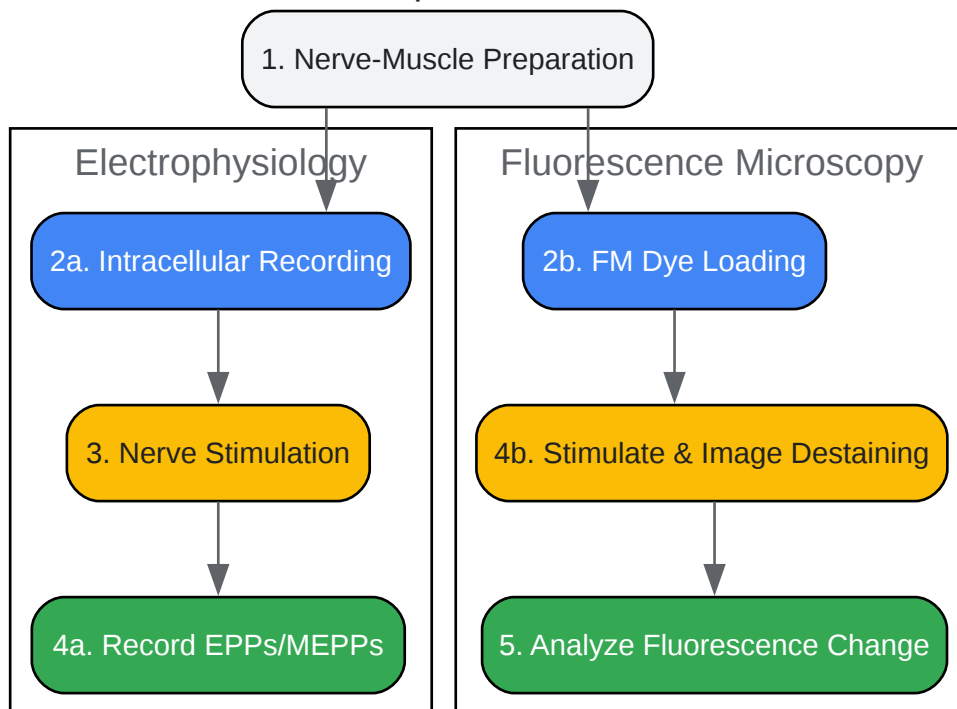 1. Nerve-Muscle Preparation
Electrophysiology
Fluorescence Microscopy
2a. Intracellular Recording
2b. FM Dye Loading
3. Nerve Stimulation
4b. Stimulate & Image Destaining
4a. Record EPPs/MEPPs
5. Analyze Fluorescence Change